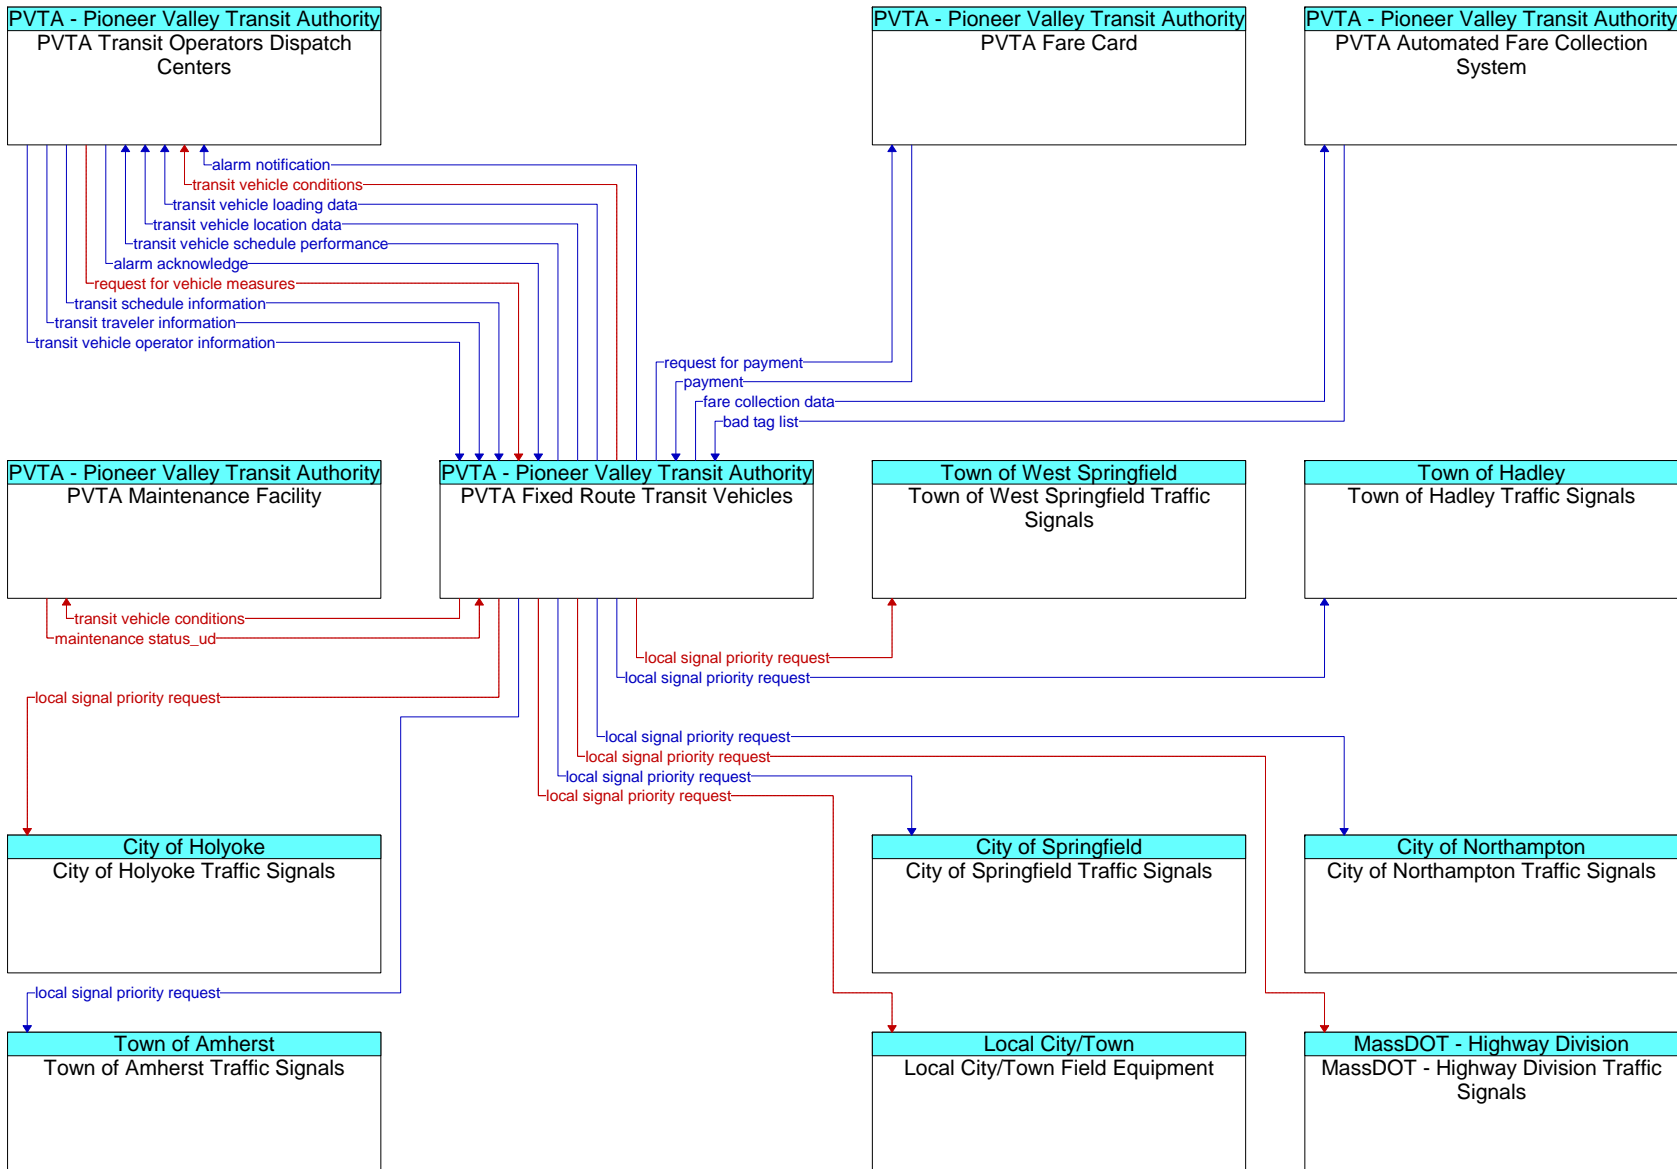 PVTA - Pioneer Valley Transit Authority
PVTA Transit Operators Dispatch
Centers
PVTA - Pioneer Valley Transit Authority
PVTA Fare Card
PVTA - Pioneer Valley Transit Authority
PVTA Automated Fare Collection
System
alarm notification
transit vehicle conditions
transit vehicle loading data
transit vehicle location data
transit vehicle schedule performance
alarm acknowledge
request for vehicle measures
transit schedule information
transit traveler information
transit vehicle operator information
request for payment
payment
fare collection data
bad tag list
PVTA - Pioneer Valley Transit Authority
PVTA Maintenance Facility
PVTA - Pioneer Valley Transit Authority
PVTA Fixed Route Transit Vehicles
Town of West Springfield
Town of West Springfield Traffic
Signals
Town of Hadley
Town of Hadley Traffic Signals
transit vehicle conditions
maintenance status_ud
local signal priority request
local signal priority request
local signal priority request
local signal priority request
local signal priority request
local signal priority request
local signal priority request
City of Holyoke
City of Holyoke Traffic Signals
City of Springfield
City of Springfield Traffic Signals
City of Northampton
City of Northampton Traffic Signals
local signal priority request
Town of Amherst
Town of Amherst Traffic Signals
Local City/Town
Local City/Town Field Equipment
MassDOT - Highway Division
MassDOT - Highway Division Traffic
Signals